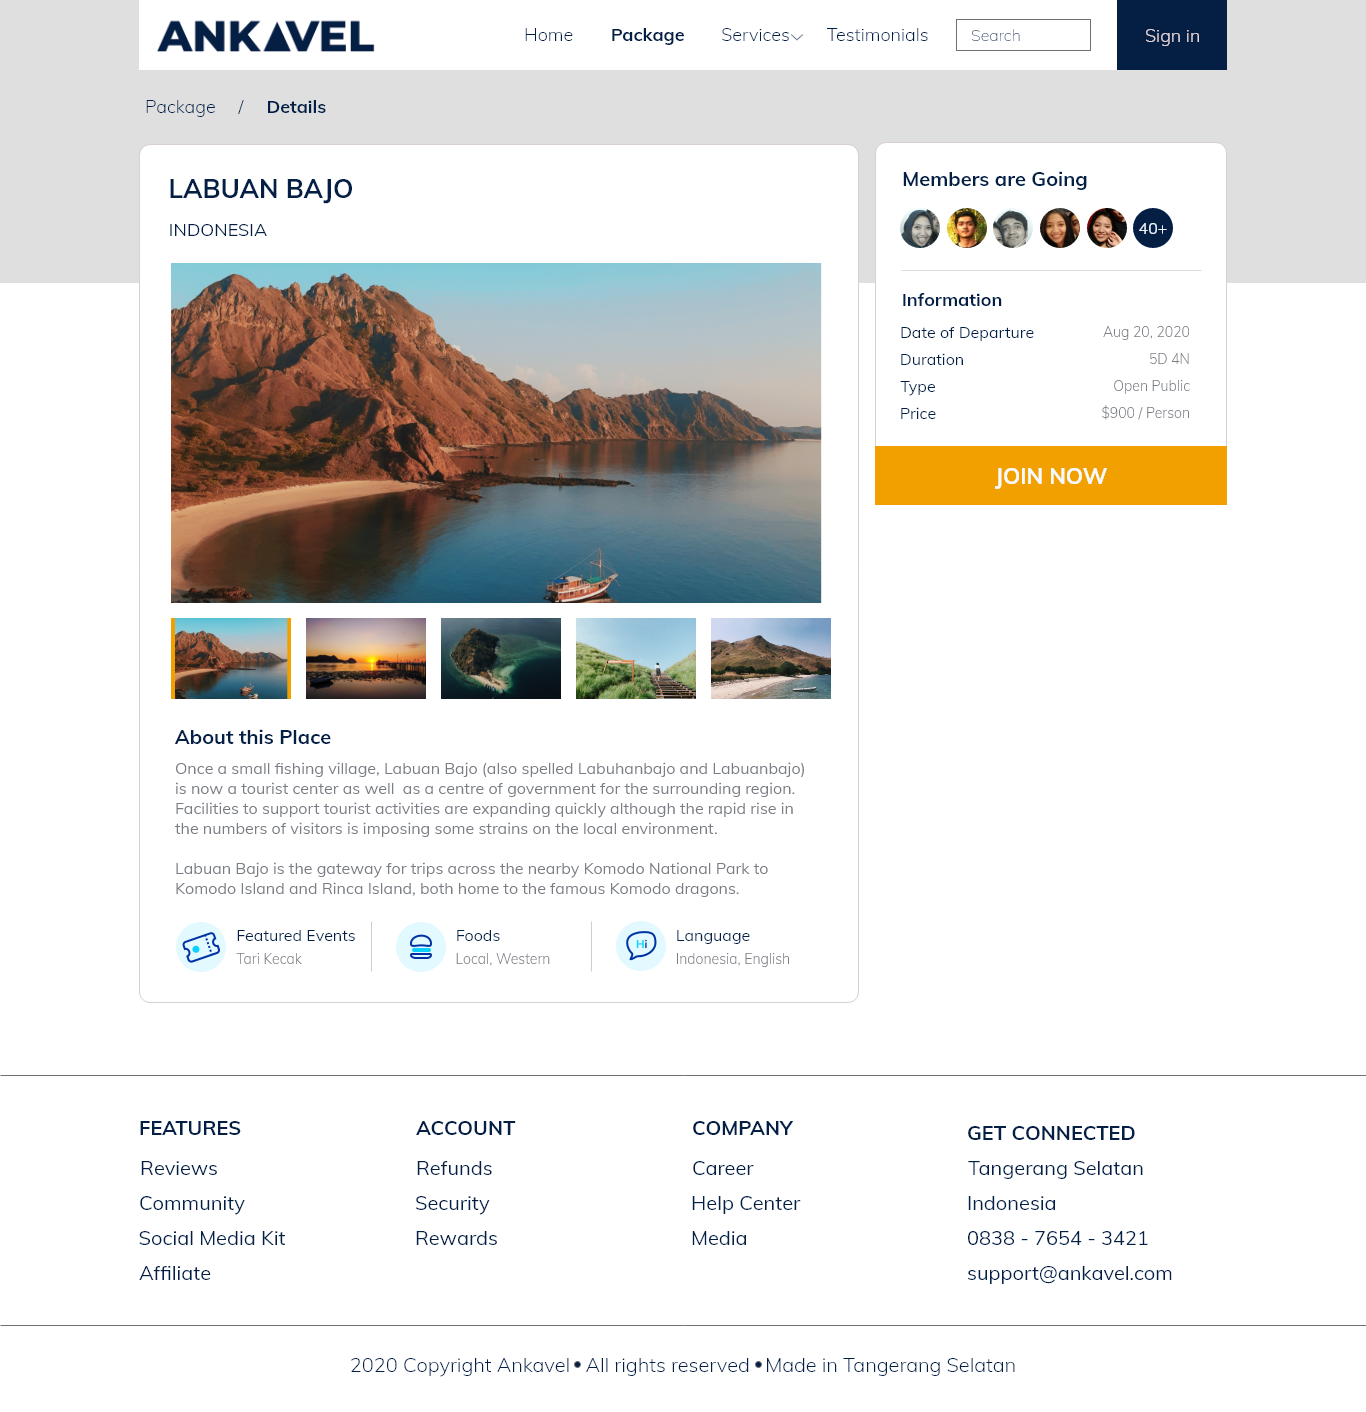 ANKAVEL
Home Package Services Testimonials Search Sign in
Package / Details
LABUAN BAJO
INDONESIA
About this Place
Once a small fishing village, Labuan Bajo (also spelled Labuhanbajo and Labuanbajo)
is now a tourist center as well  as a centre of government for the surrounding region.
Facilities to support tourist activities are expanding quickly although the rapid rise in
the numbers of visitors is imposing some strains on the local environment.
Labuan Bajo is the gateway for trips across the nearby Komodo National Park to
Komodo Island and Rinca Island, both home to the famous Komodo dragons.
Featured Events
Tari Kecak
Foods
Local, Western
Hi
Language
Indonesia, English
Members are Going
40+
Information
Date of Departure Aug 20, 2020
Duration 5D 4N
Type Open Public
Price $900 / Person
JOIN NOW
FEATURES
Reviews
Community
Social Media Kit
Affiliate
ACCOUNT
Refunds
Security
Rewards
COMPANY
Career
Help Center
Media
GET CONNECTED
Tangerang Selatan
Indonesia
0838 - 7654 - 3421
support@ankavel.com
2020 Copyright Ankavel • All rights reserved • Made in Tangerang Selatan